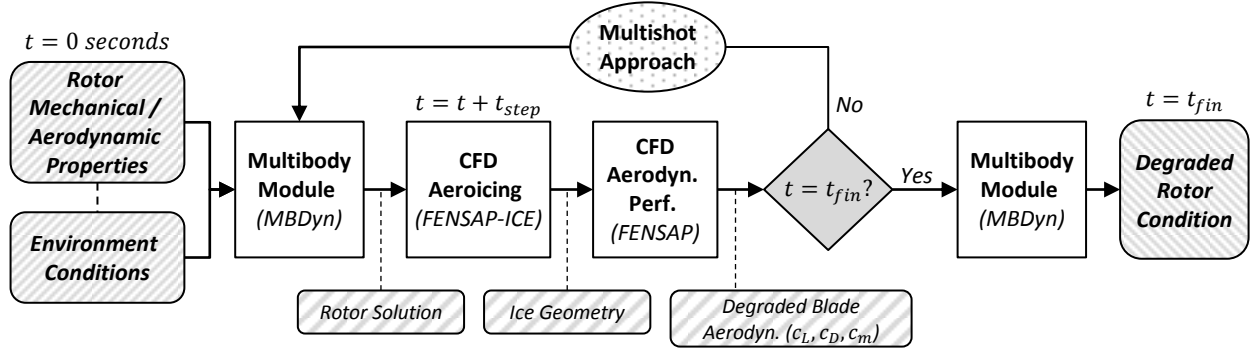 t = 0 seconds
Rotor
Mechanical /
Aerodynamic
Properties
Environment
Conditions
Multishot
Approach
Multibody
Module
(MBDyn)
t = t + t_step
CFD
Aeroicing
(FENSAP-ICE)
CFD
Aerodyn.
Perf.
(FENSAP)
t = t_fin?
No
Yes
Multibody
Module
(MBDyn)
t = t_fin
Degraded
Rotor
Condition
Rotor Solution
Ice Geometry
Degraded Blade
Aerodyn. (c_L, c_D, c_m)